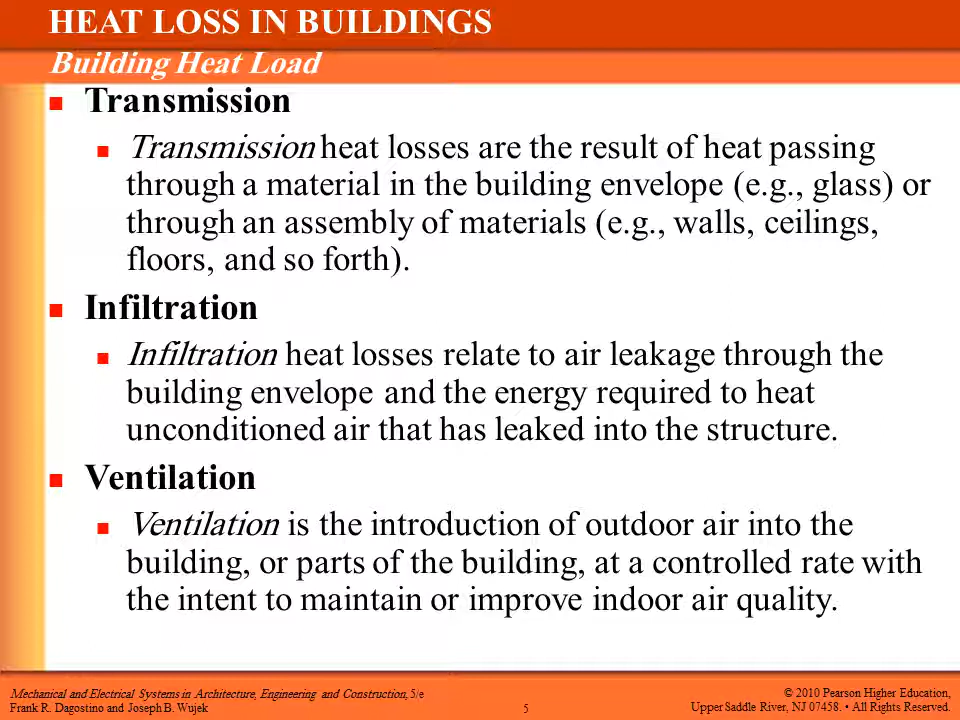 HEAT LOSS IN BUILDINGS
Building Heat Load
Transmission
Transmission heat losses are the result of heat passing
through a material in the building envelope (e.g., glass) or
through an assembly of materials (e.g., walls, ceilings,
floors, and so forth).
Infiltration
Infiltration heat losses relate to air leakage through the
building envelope and the energy required to heat
unconditioned air that has leaked into the structure.
Ventilation
Ventilation is the introduction of outdoor air into the
building, or parts of the building, at a controlled rate with
the intent to maintain or improve indoor air quality.
Mechanical and Electrical Systems in Architecture, Engineering and Construction, 5/e
Frank R. Dagostino and Joseph B. Wujek
5
© 2010 Pearson Higher Education,
Upper Saddle River, NJ 07458. • All Rights Reserved.